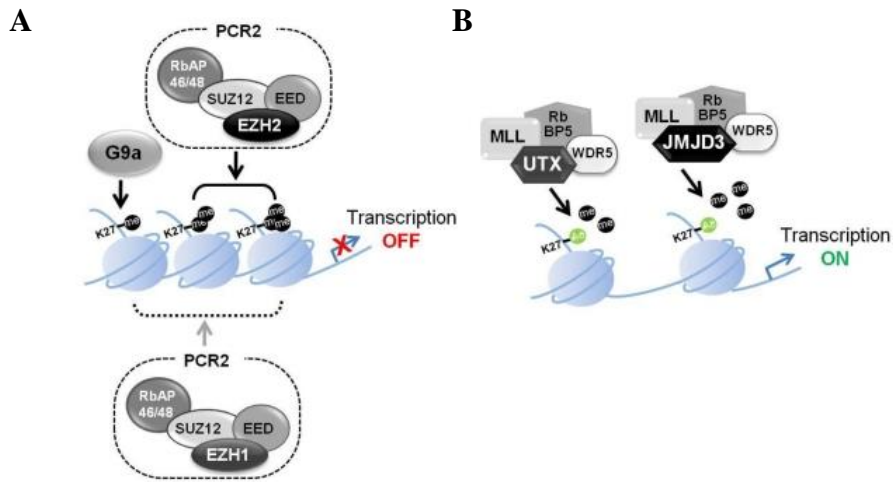 A
PCR2
RbAP
46/48
SUZ12
EED
EZH2
G9a
K27
me
K27
me
me
K27
me
me
me
Transcription
OFF
X
PCR2
RbAP
46/48
SUZ12
EED
EZH1
B
MLL
Rb
BP5
WDR5
UTX
MLL
Rb
BP5
WDR5
JMJD3
me
me
K27
me
me
me
K27
Transcription
ON